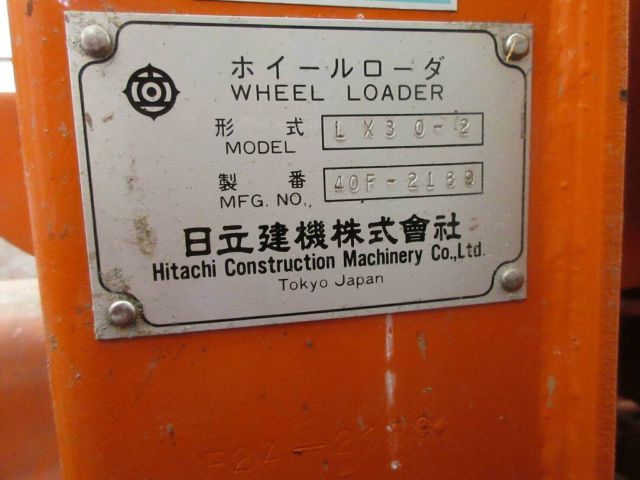 ホイールローダ
WHEEL LOADER
形式 LX30-2
MODEL
製番 40F-2189
MFG. NO.
日立建機株式會社
Hitachi Construction Machinery Co.,Ltd.
Tokyo Japan